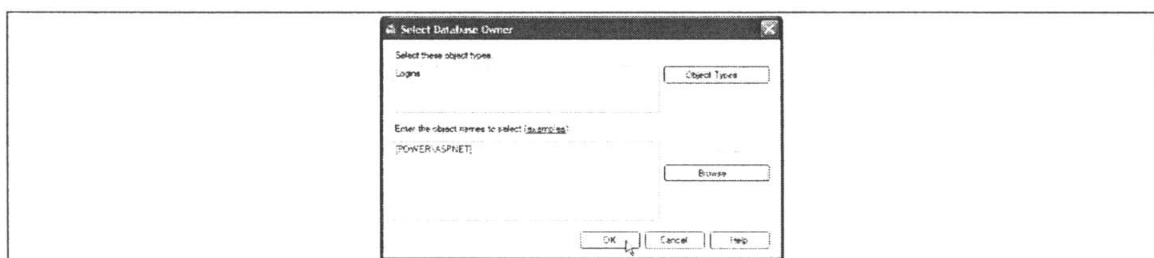 Select Database Owner
Select these object types
Logins
Object Types
Enter the object names to select (examples)
[POWER\ASPNET]
Browse
OK
Cancel
Help